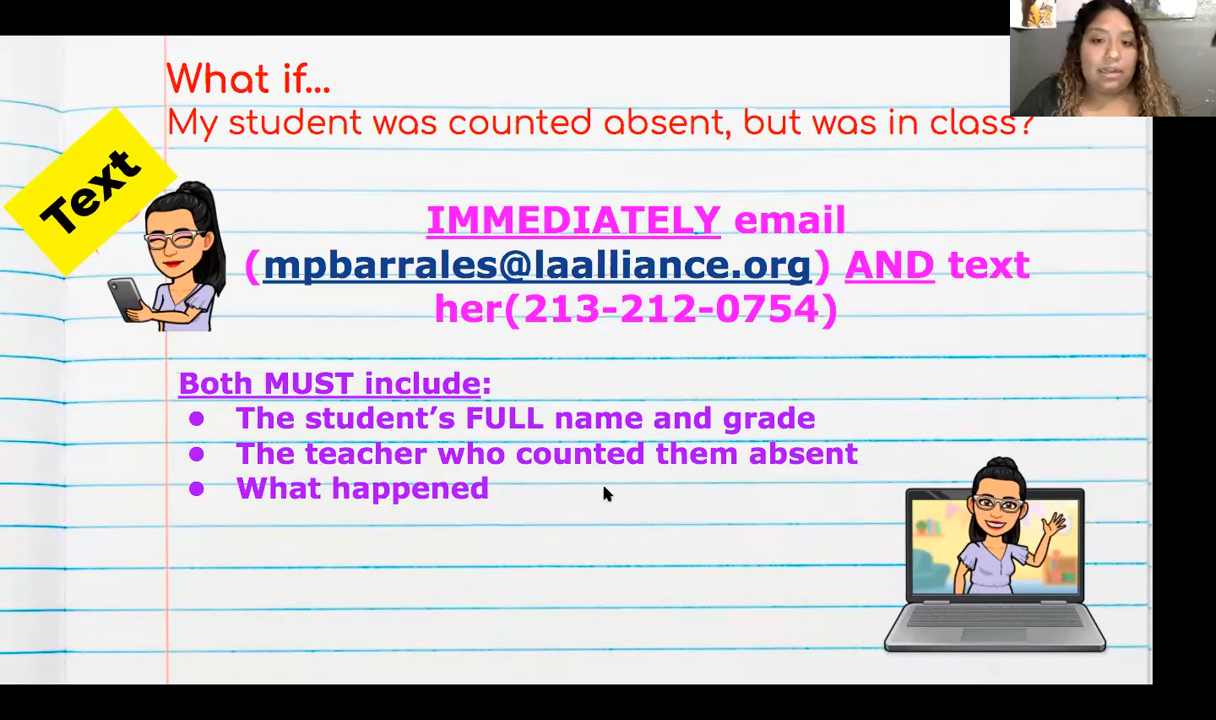 What if...
My student was counted absent, but was in class?
Text
IMMEDIATELY email
(mpbarrales@laalliance.org) AND text
her(213-212-0754)
Both MUST include:
● The student’s FULL name and grade
● The teacher who counted them absent
● What happened